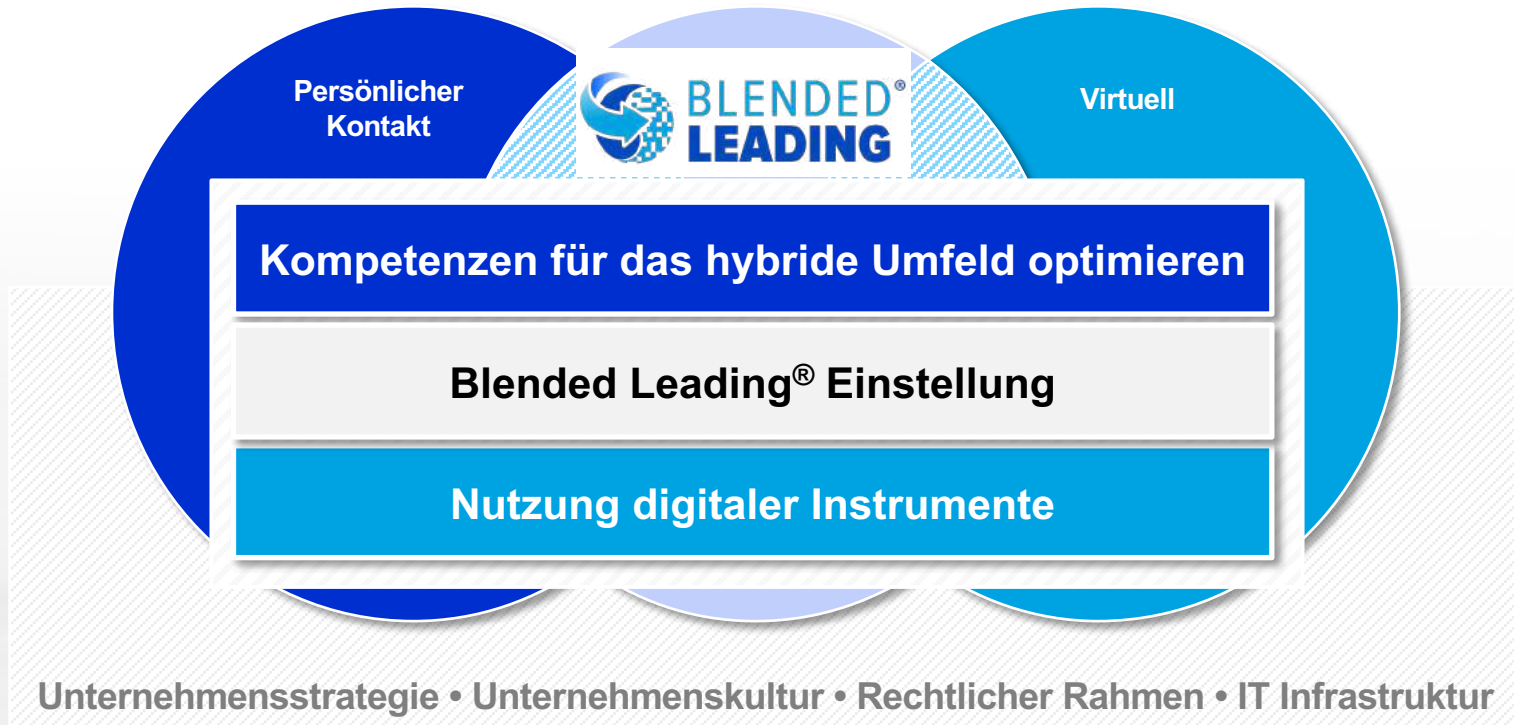 Persönlicher
Kontakt
BLENDED®
LEADING
Virtuell
Kompetenzen für das hybride Umfeld optimieren
Blended Leading® Einstellung
Nutzung digitaler Instrumente
Unternehmensstrategie • Unternehmenskultur • Rechtlicher Rahmen • IT Infrastruktur